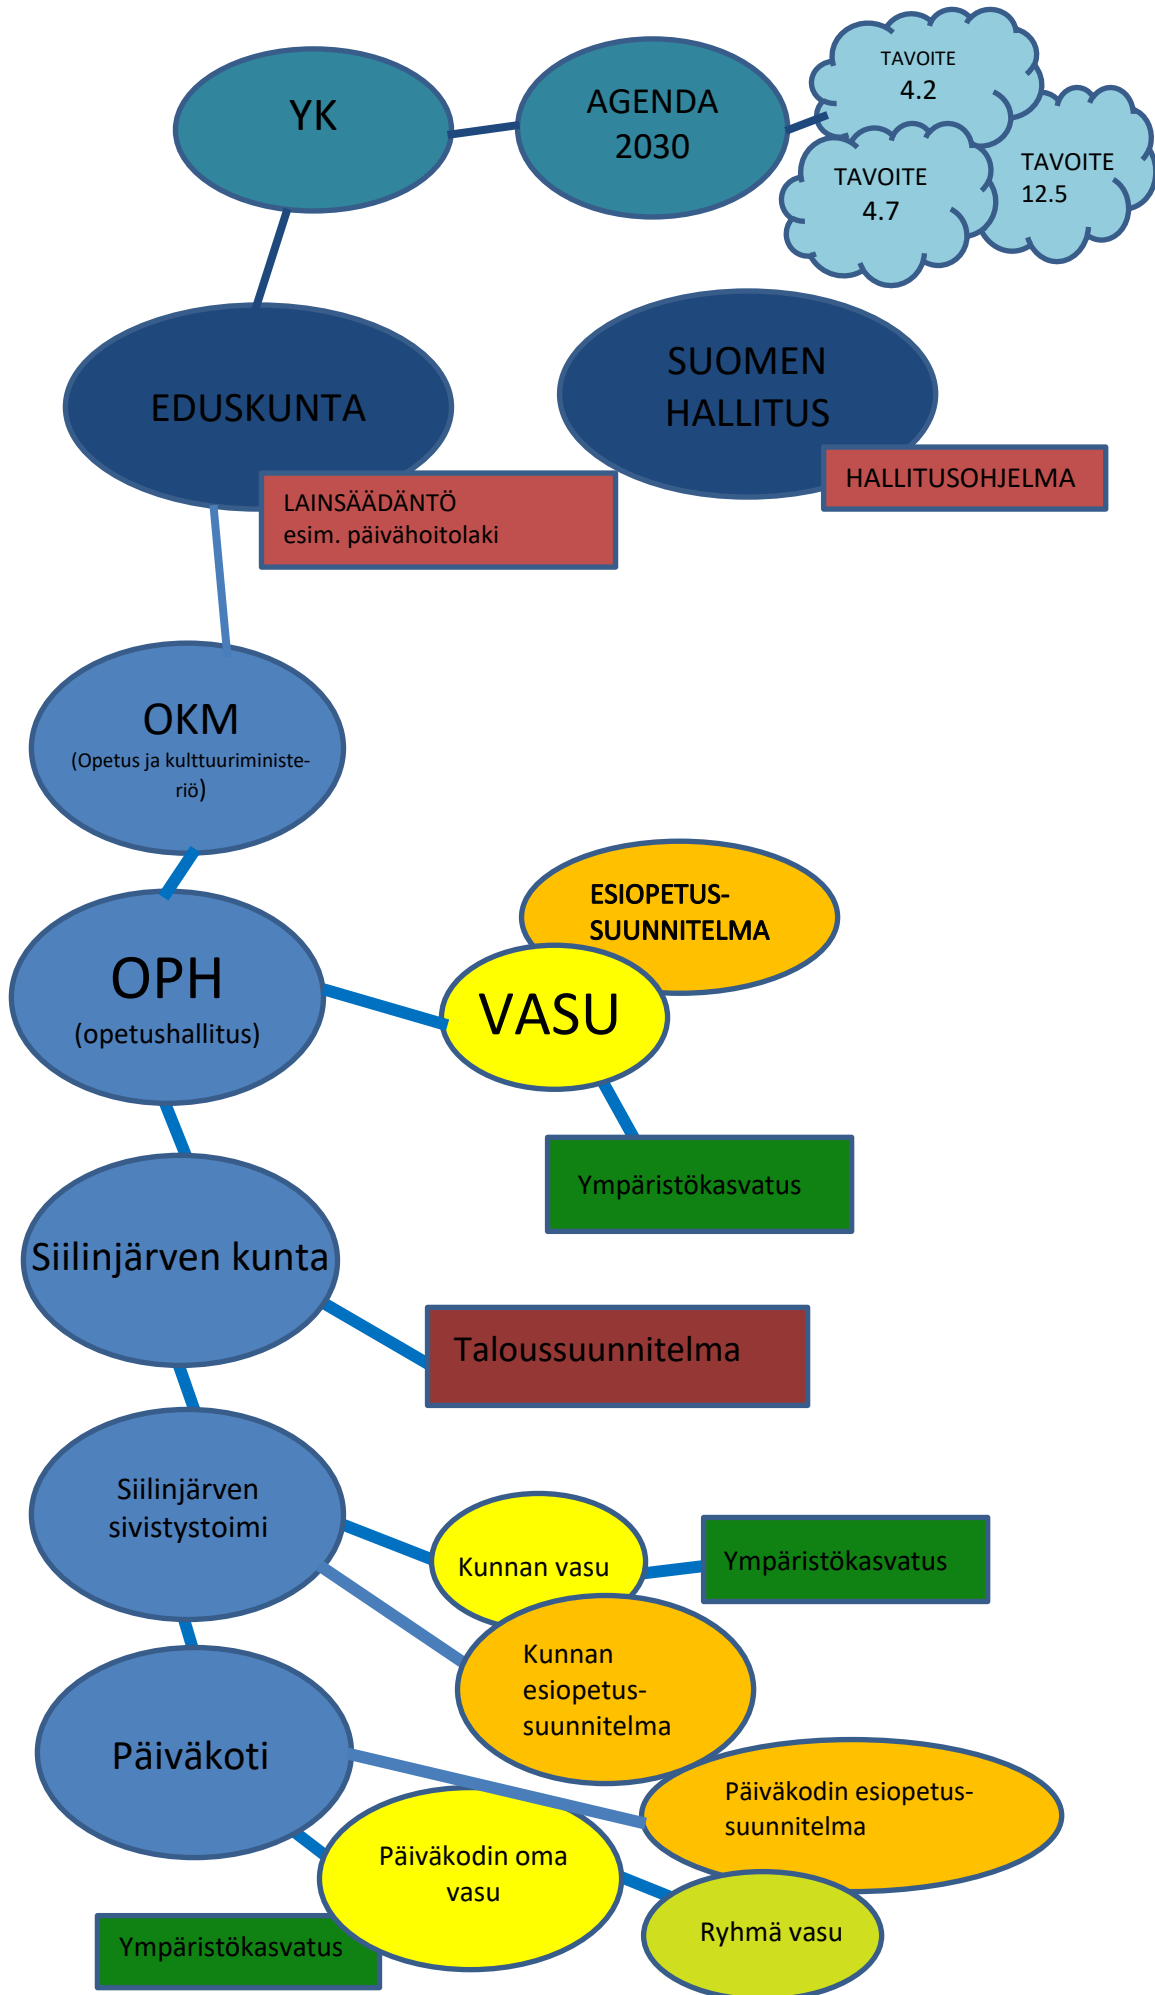 YK
AGENDA
2030
TAVOITE
4.2
TAVOITE
4.7
TAVOITE
12.5
EDUSKUNTA
SUOMEN
HALLITUS
HALLITUSOHJELMA
LAINSÄÄDÄNTÖ
esim. päivähoitolaki
OKM
(Opetus ja kulttuuriministe-
riö)
ESIOPETUS-
SUUNNITELMA
OPH
(opetushallitus)
VASU
Ympäristökasvatus
Siilinjärven kunta
Taloussuunnitelma
Siilinjärven
sivistystoimi
Kunnan vasu
Ympäristökasvatus
Kunnan
esiopetus-
suunnitelma
Päiväkoti
Päiväkodin esiopetus-
suunnitelma
Päiväkodin oma
vasu
Ryhmä vasu
Ympäristökasvatus